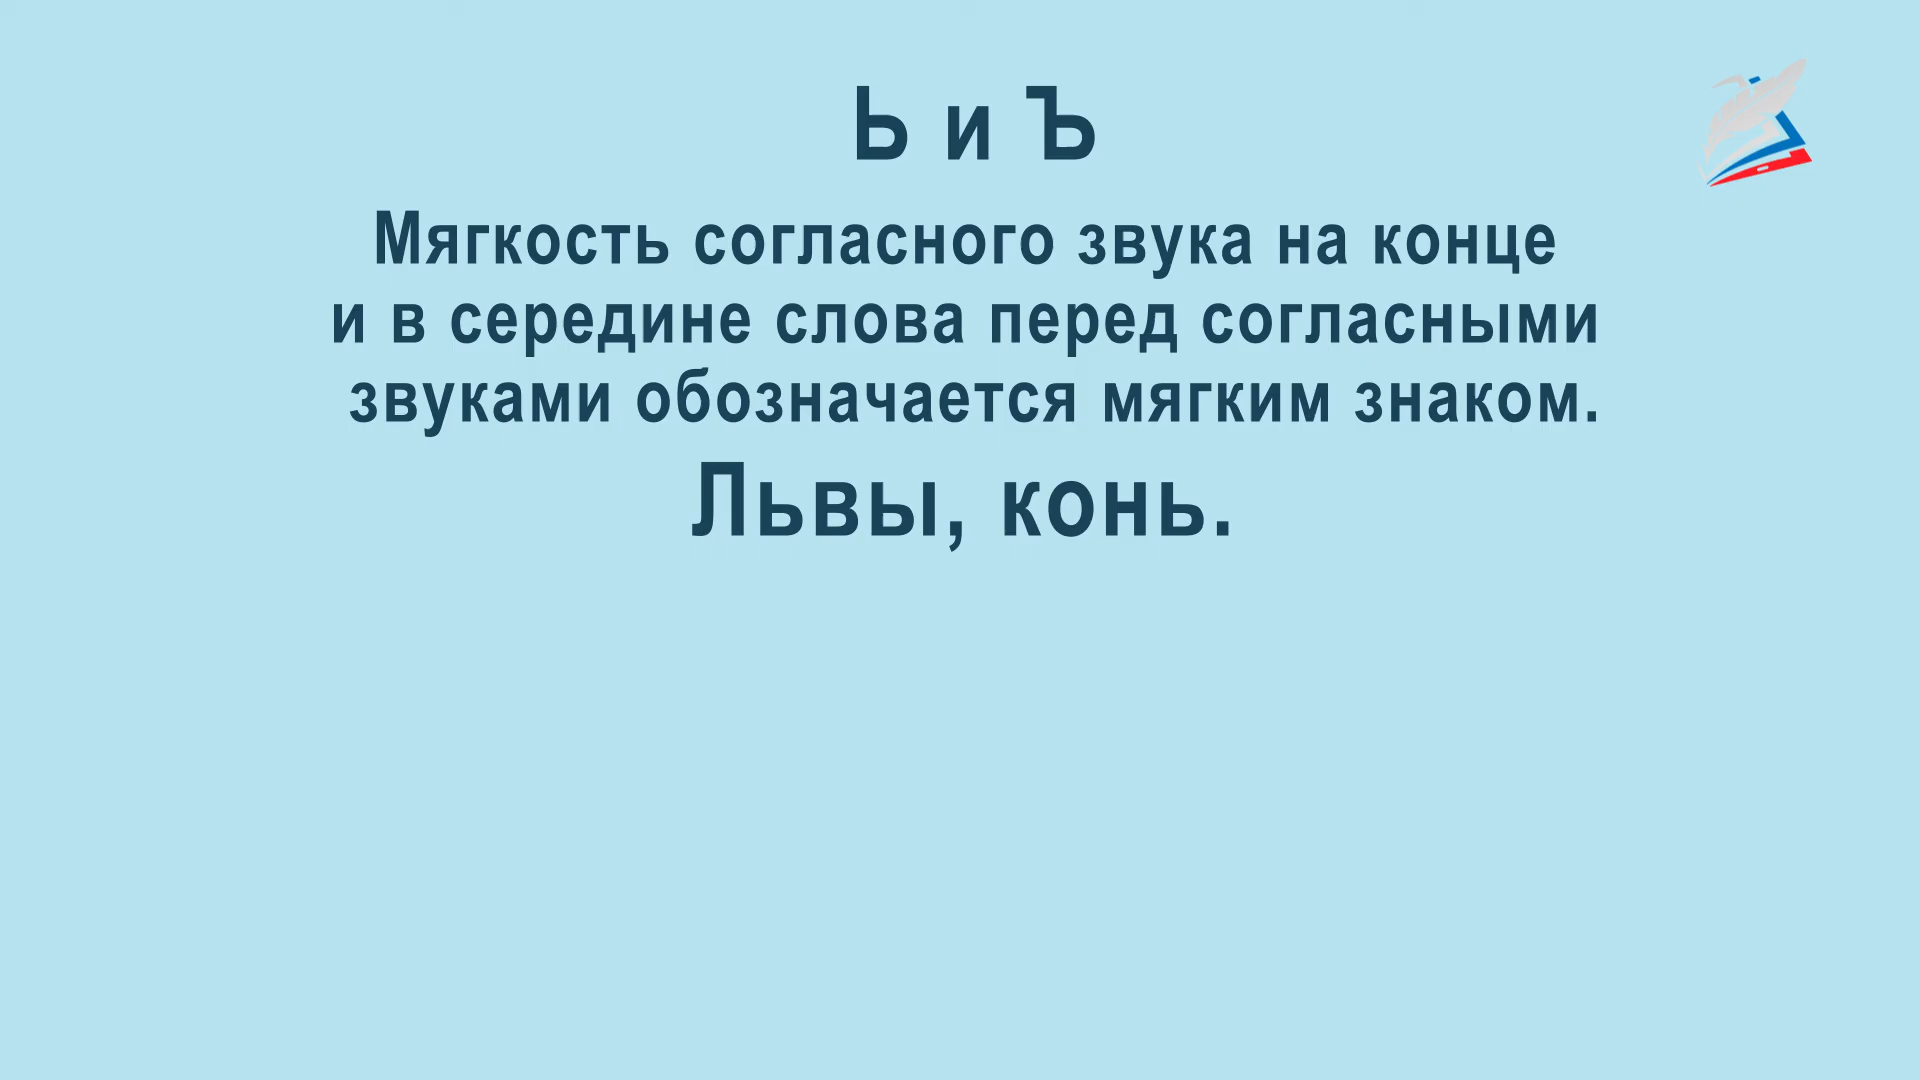 Ь и Ъ
Мягкость согласного звука на конце
и в середине слова перед согласными
звуками обозначается мягким знаком.
Львы, конь.